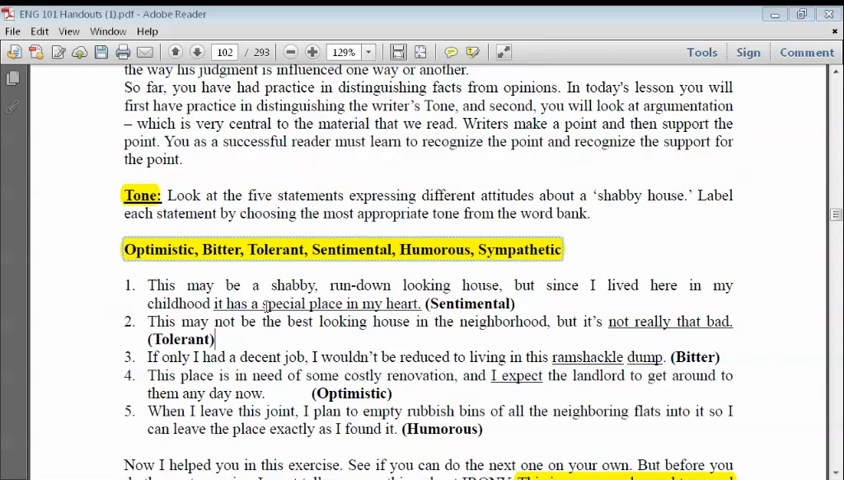 ENG 101 Handouts (1).pdf - Adobe Reader
File Edit View Window Help
102 / 293 129% Tools Sign Comment
the way his judgment is influenced one way or another.
So far, you have had practice in distinguishing facts from opinions. In today's lesson you will
first have practice in distinguishing the writer's Tone, and second, you will look at argumentation
– which is very central to the material that we read. Writers make a point and then support the
point. You as a successful reader must learn to recognize the point and recognize the support for
the point.
Tone: Look at the five statements expressing different attitudes about a ‘shabby house.’ Label
each statement by choosing the most appropriate tone from the word bank.
Optimistic, Bitter, Tolerant, Sentimental, Humorous, Sympathetic
1. This may be a shabby, run-down looking house, but since I lived here in my
childhood it has a special place in my heart. (Sentimental)
2. This may not be the best looking house in the neighborhood, but it’s not really that bad.
(Tolerant)
3. If only I had a decent job, I wouldn’t be reduced to living in this ramshackle dump. (Bitter)
4. This place is in need of some costly renovation, and I expect the landlord to get around to
them any day now. (Optimistic)
5. When I leave this joint, I plan to empty rubbish bins of all the neighboring flats into it so I
can leave the place exactly as I found it. (Humorous)
Now I helped you in this exercise. See if you can do the next one on your own. But before you